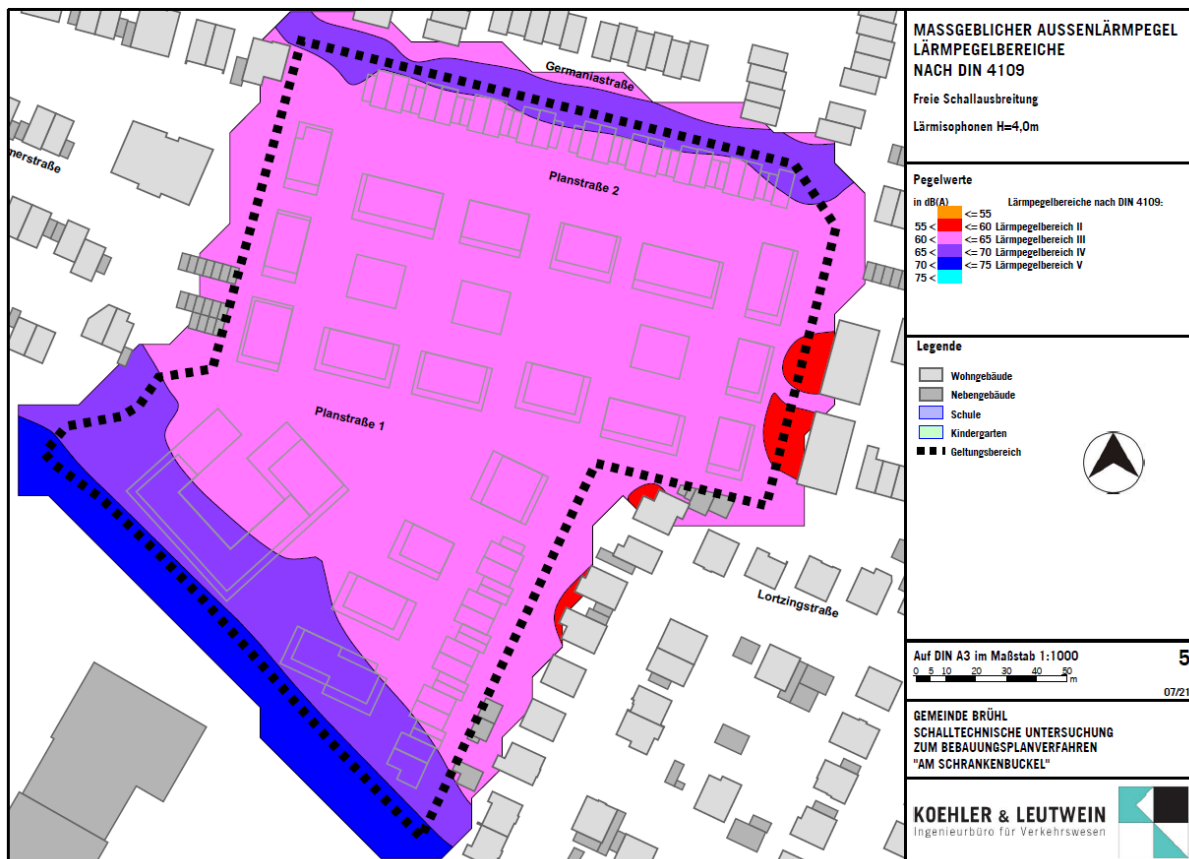 MASSGEBLICHER AUSSENLÄRMPEGEL
LÄRMPEGELBEREICHE
NACH DIN 4109
Freie Schallausbreitung
Lärmisophonen H=4,0m
Pegelwerte
in dB(A) Lärmpegelbereiche nach DIN 4109:
<= 55
55 < <= 60 Lärmpegelbereich II
60 < <= 65 Lärmpegelbereich III
65 < <= 70 Lärmpegelbereich IV
70 < <= 75 Lärmpegelbereich V
75 <
Legende
Wohngebäude
Nebengebäude
Schule
Kindergarten
Geltungsbereich
Auf DIN A3 im Maßstab 1:1000 5
0 5 10 20 30 40 50
m
07/21
GEMEINDE BRÜHL
SCHALLTECHNISCHE UNTERSUCHUNG
ZUM BEBAUUNGSPLANVERFAHREN
"AM SCHRANKENBUCKEL"
KOEHLER & LEUTWEIN
Ingenieurbüro für Verkehrswesen
Germaniastraße
merstraße
Planstraße 2
Planstraße 1
Lortzingstraße